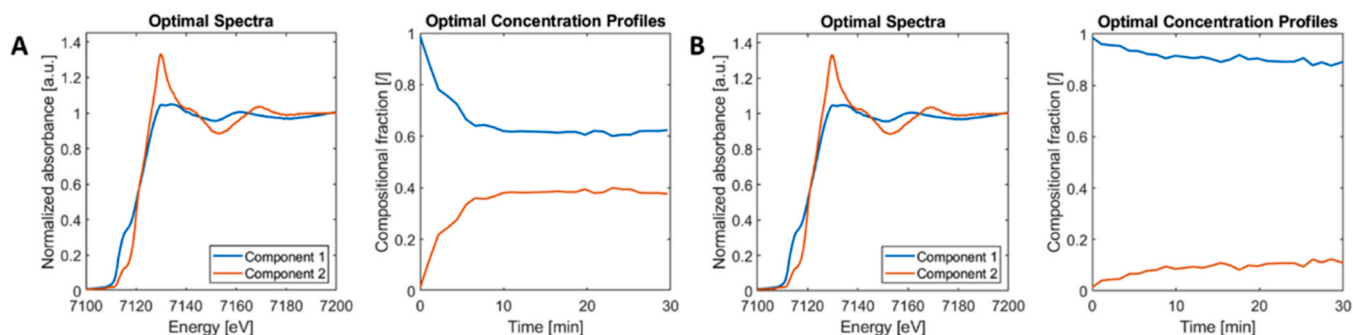 A
Optimal Spectra
Normalized absorbance [a.u.]
1.4
1.2
1
0.8
0.6
0.4
0.2
0
7100
7120
7140
7160
7180
7200
Energy [eV]
Component 1
Component 2
Optimal Concentration Profiles
Compositional fraction [/]
1
0.8
0.6
0.4
0.2
0
0
10
20
30
Time [min]
B
Optimal Spectra
Normalized absorbance [a.u.]
1.4
1.2
1
0.8
0.6
0.4
0.2
0
7100
7120
7140
7160
7180
7200
Energy [eV]
Component 1
Component 2
Optimal Concentration Profiles
Compositional fraction [/]
1
0.8
0.6
0.4
0.2
0
0
10
20
30
Time [min]